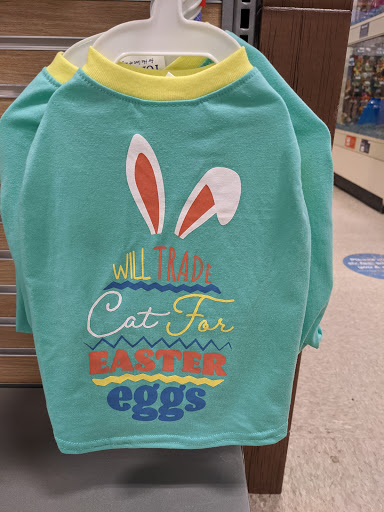 WILL TRADE
Cat For
EASTER
eggs